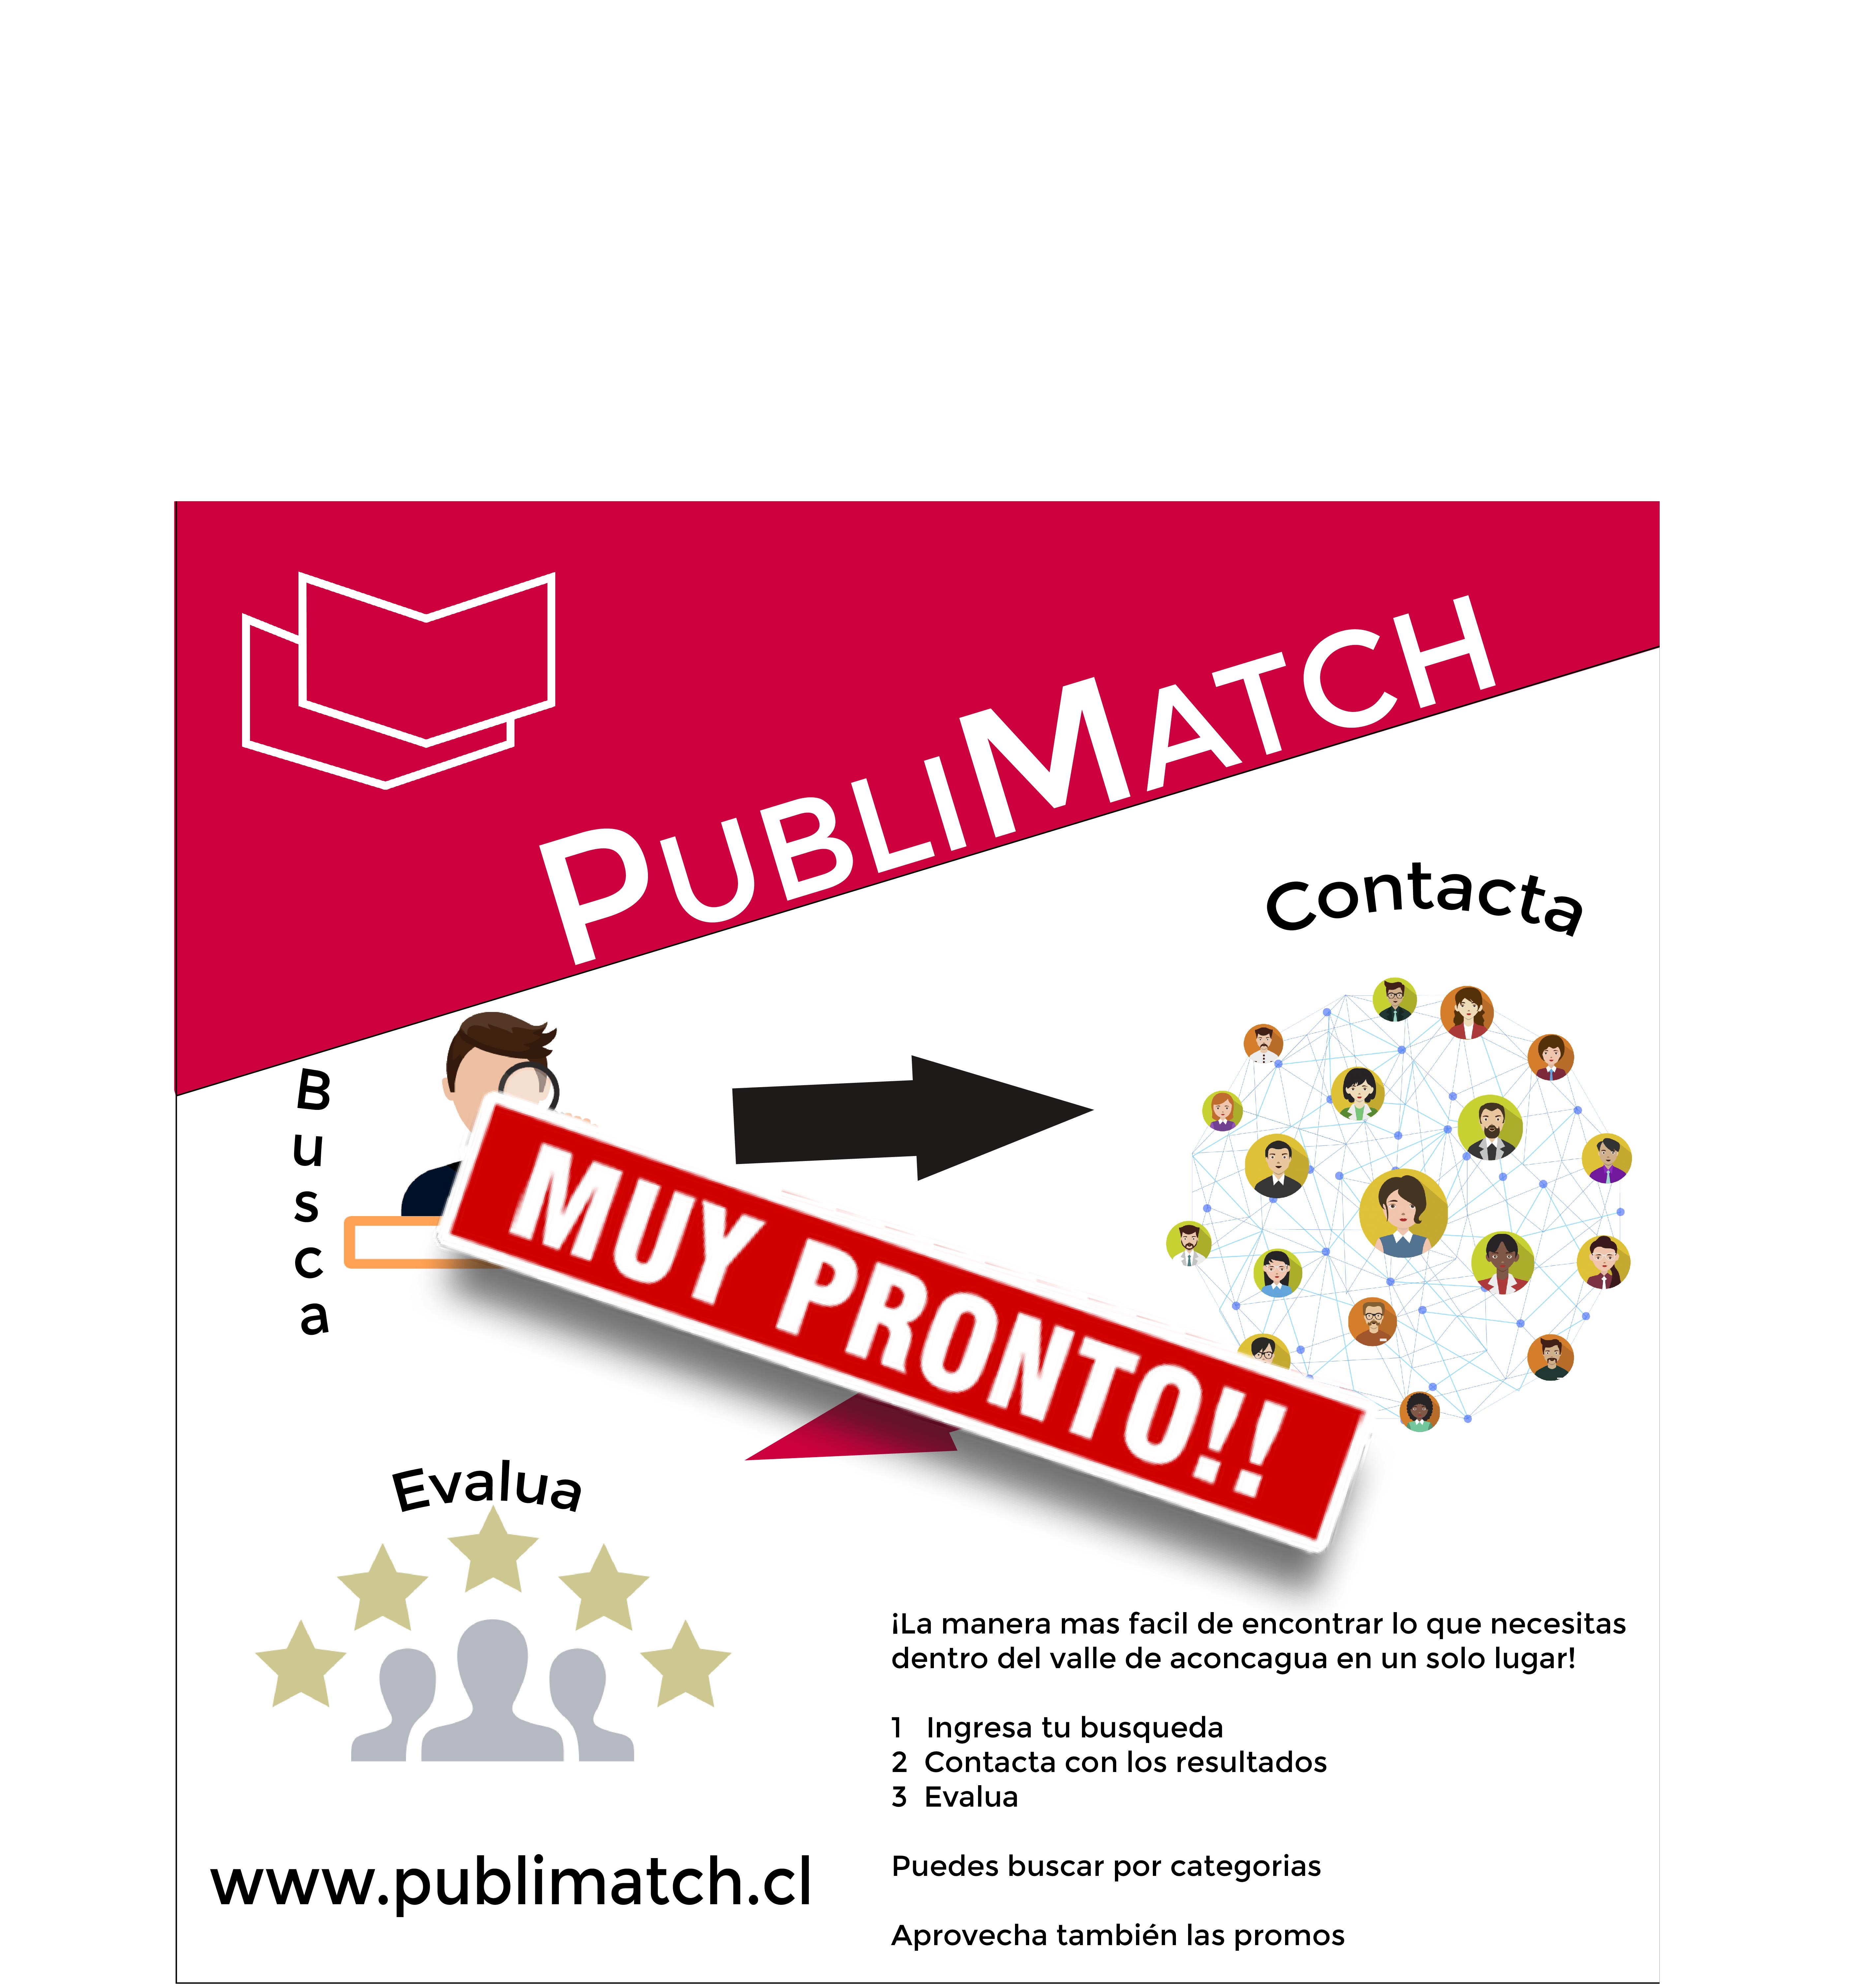 PUBLIMATCH
Contacta
Busca
MUY PRONTO!!
Evalua
¡La manera mas facil de encontrar lo que necesitas
dentro del valle de aconcagua en un solo lugar!
1 Ingresa tu busqueda
2 Contacta con los resultados
3 Evalua
Puedes buscar por categorias
Aprovecha también las promos
www.publimatch.cl